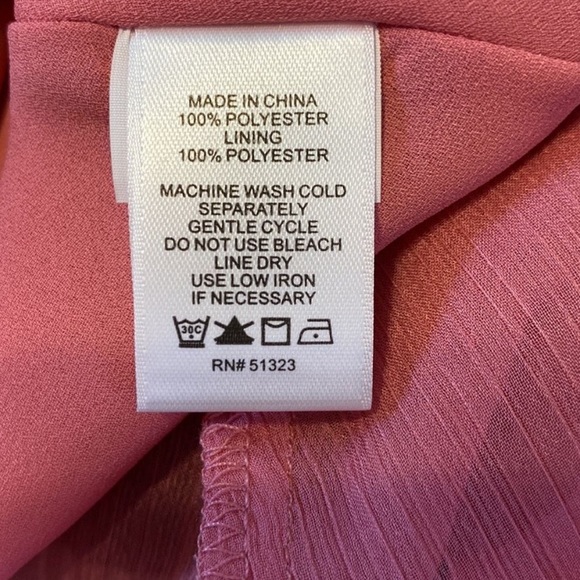 MADE IN CHINA
100% POLYESTER
LINING
100% POLYESTER
MACHINE WASH COLD
SEPARATELY
GENTLE CYCLE
DO NOT USE BLEACH
LINE DRY
USE LOW IRON
IF NECESSARY
30C
RN# 51323